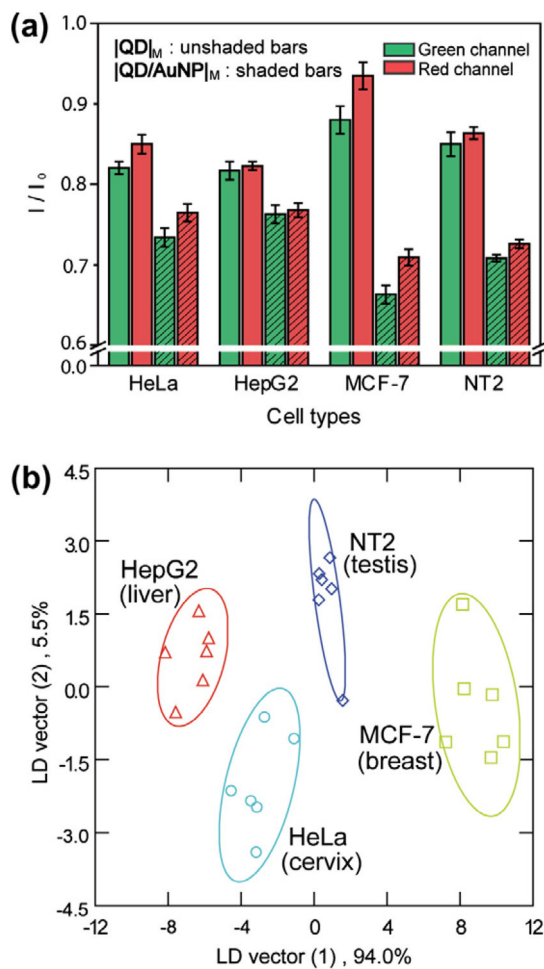 (a)
|QD|M : unshaded bars
|QD/AuNP|M : shaded bars
Green channel
Red channel
I / I0
1.0
0.9
0.8
0.7
0.6
0.0
HeLa HepG2 MCF-7 NT2
Cell types
(b)
LD vector (2) , 5.5%
4.5
3.0
1.5
0.0
-1.5
-3.0
-4.5
HepG2
(liver)
NT2
(testis)
MCF-7
(breast)
HeLa
(cervix)
-12 -8 -4 0 4 8 12
LD vector (1) , 94.0%